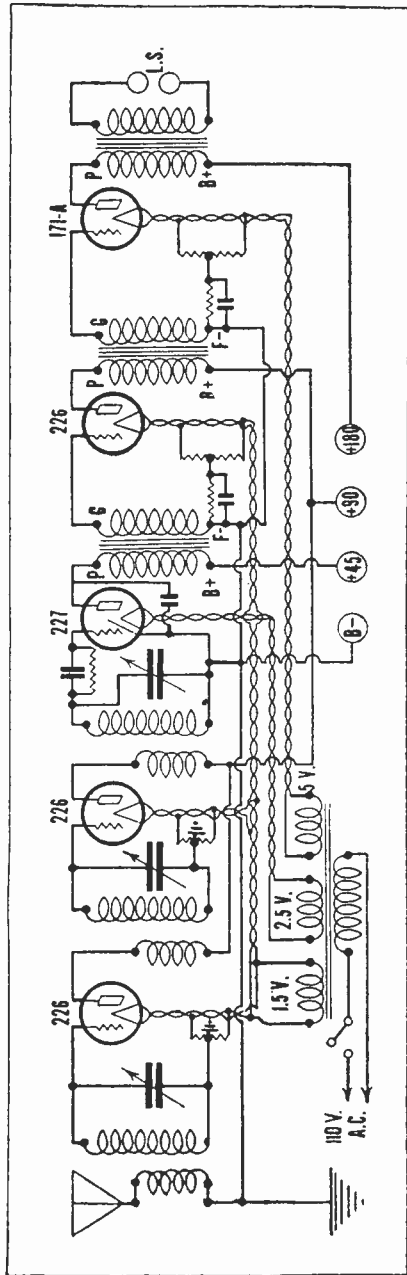 226
226
227
P
G
226
P
G
171-A
P
L.S.
B+
F-
B+
F-
B+
1.5 V.
2.5 V.
5 V.
B-
+45
+90
+180
110 V.
A.C.